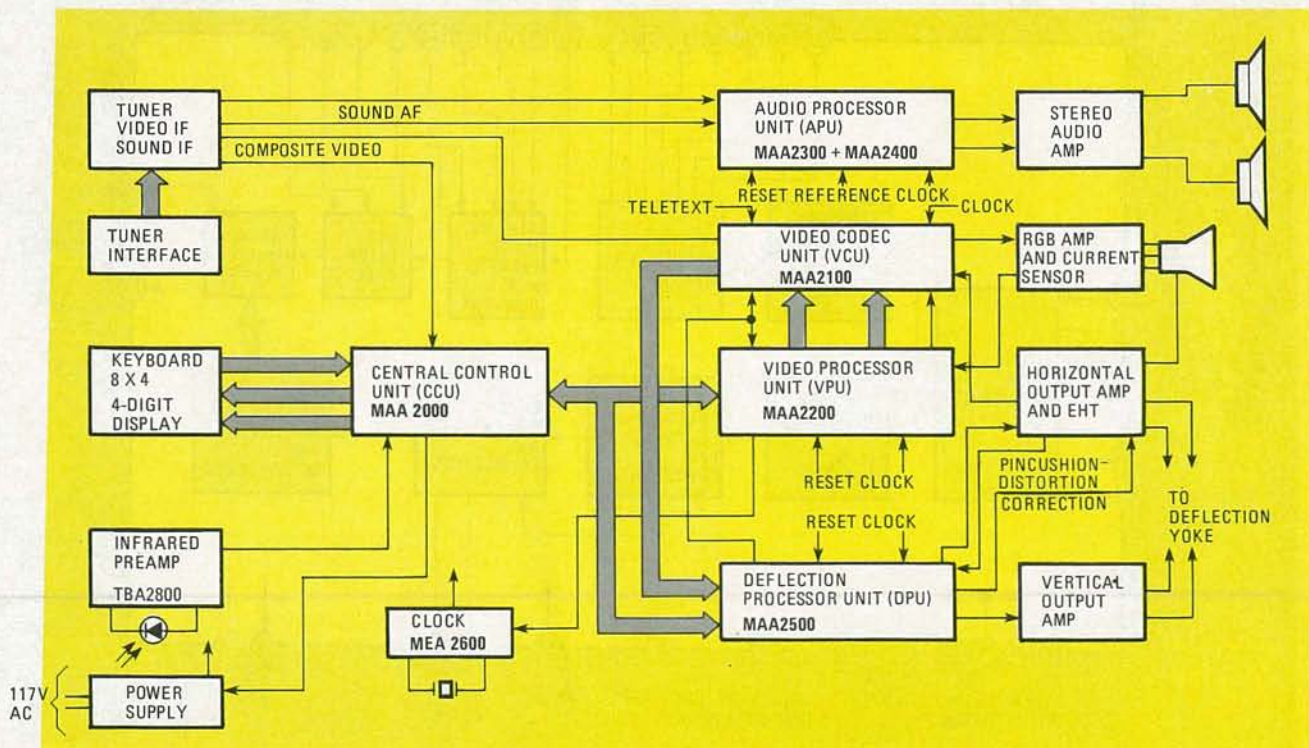 TUNER
VIDEO IF
SOUND IF
SOUND AF
COMPOSITE VIDEO
AUDIO PROCESSOR
UNIT (APU)
MAA2300 + MAA2400
STEREO
AUDIO
AMP
RESET REFERENCE CLOCK
TELETEXT
CLOCK
TUNER
INTERFACE
VIDEO CODEC
UNIT (VCU)
MAA2100
RGB AMP
AND CURRENT
SENSOR
KEYBOARD
8 X 4
4-DIGIT
DISPLAY
CENTRAL CONTROL
UNIT (CCU)
MAA 2000
VIDEO PROCESSOR
UNIT (VPU)
MAA2200
HORIZONTAL
OUTPUT AMP
AND EHT
RESET CLOCK
PINCUSHION-
DISTORTION
CORRECTION
TO
DEFLECTION
YOKE
RESET CLOCK
INFRARED
PREAMP
TBA2800
CLOCK
MEA 2600
DEFLECTION
PROCESSOR UNIT (DPU)
MAA2500
VERTICAL
OUTPUT
AMP
117V
AC
POWER
SUPPLY